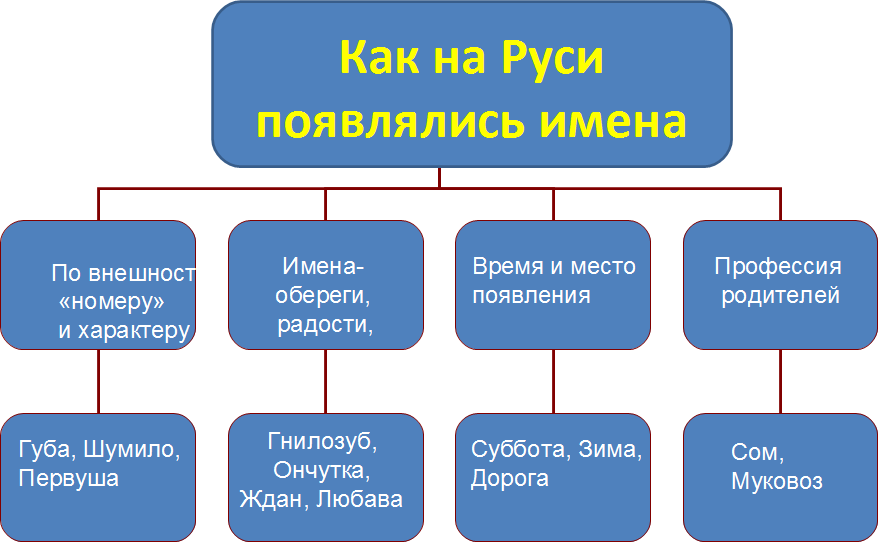 Как на Руси
появлялись имена
По внешност
«номеру»
и характеру
Имена-
обереги,
радости,
Время и место
появления
Профессия
родителей
Губа, Шумило,
Первуша
Гнилозуб,
Ончутка,
Ждан, Любава
Суббота, Зима,
Дорога
Сом,
Муковоз